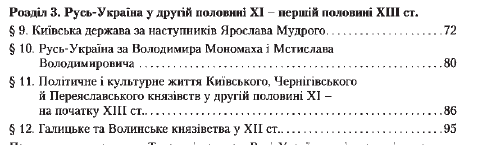 Розділ 3. Русь-Україна у другій половині XI – першій половині XIII ст.
§ 9. Київська держава за наступників Ярослава Мудрого 72
§ 10. Русь-Україна за Володимира Мономаха і Мстислава
Володимировича 80
§ 11. Політичне і культурне життя Київського, Чернігівського
й Переяславського князівств у другій половині XI –
на початку XIII ст. 86
§ 12. Галицьке та Волинське князівства у XII ст. 95